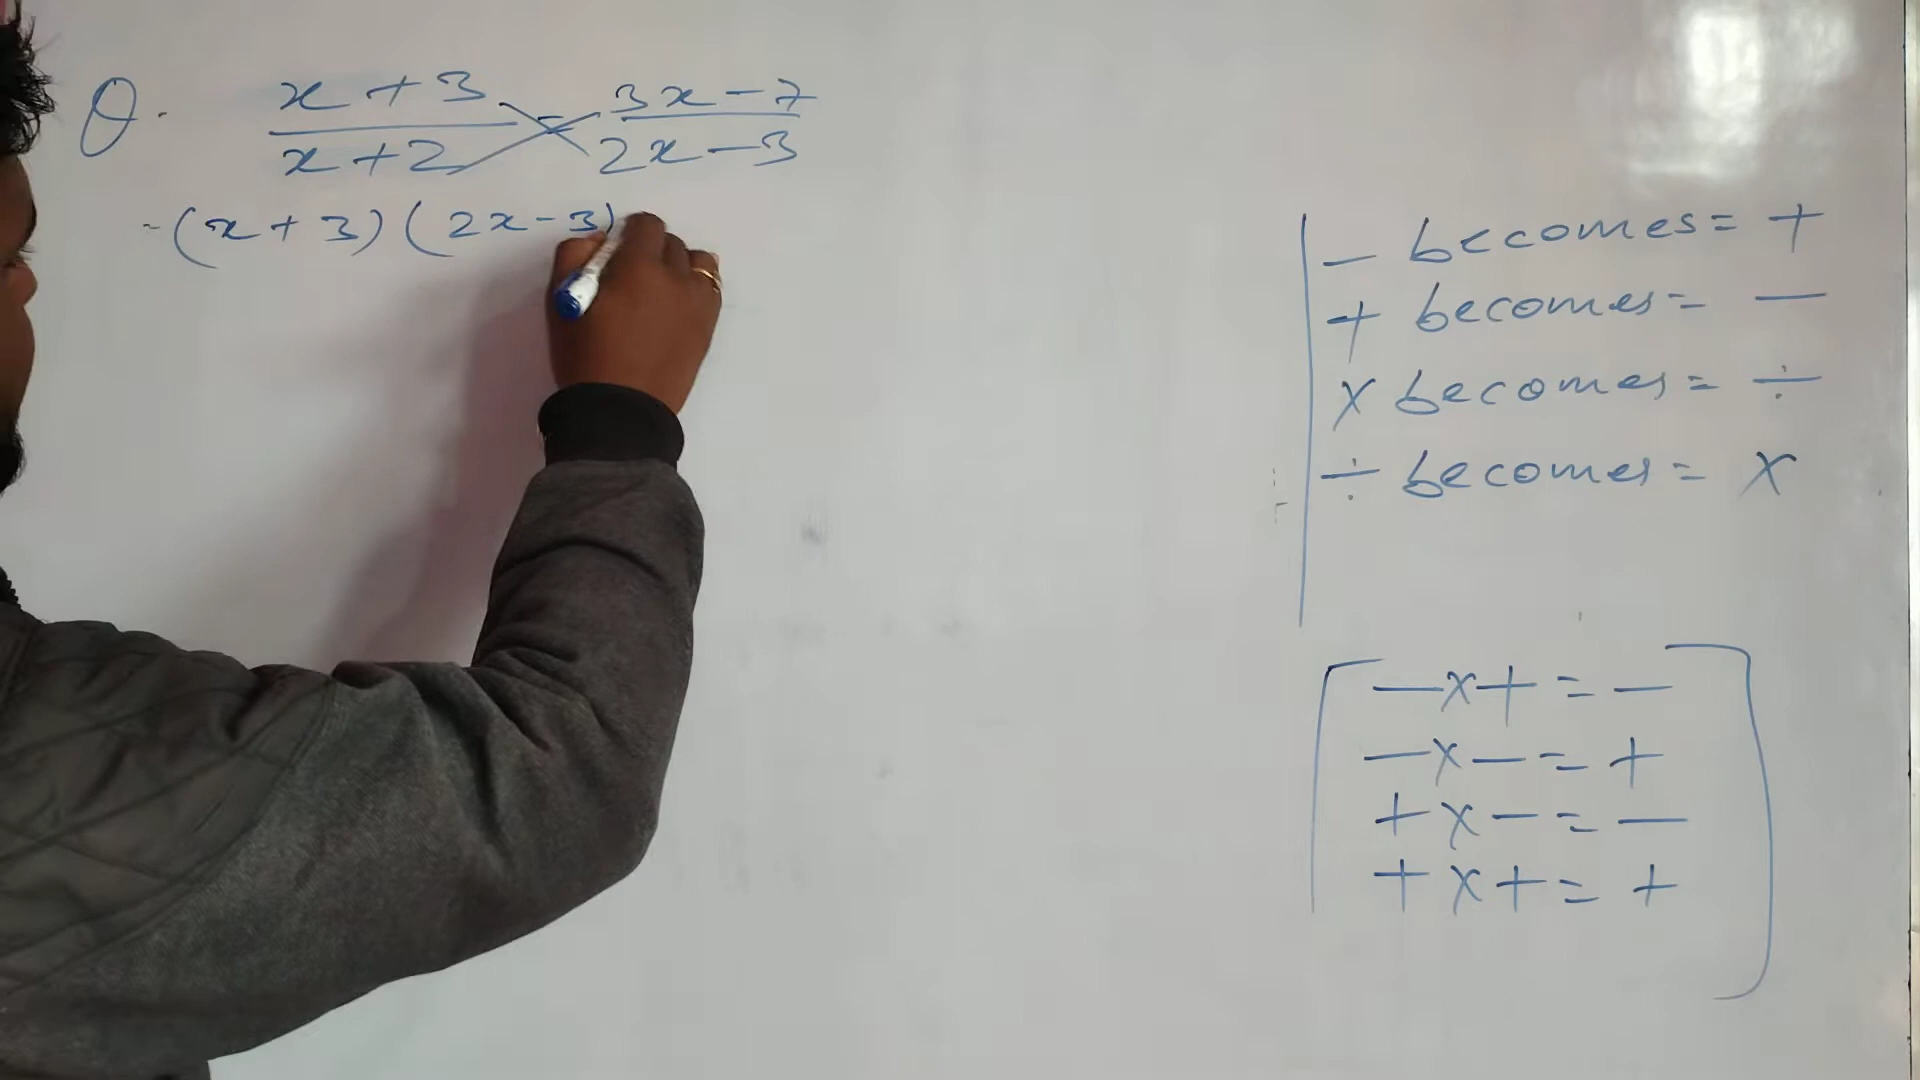 Q. x + 3 / x + 2 = 3x - 7 / 2x - 3
(x + 3) (2x - 3)
- becomes = +
+ becomes = -
x becomes = ÷
÷ becomes = x
- x + = -
- x - = +
+ x - = -
+ x + = +